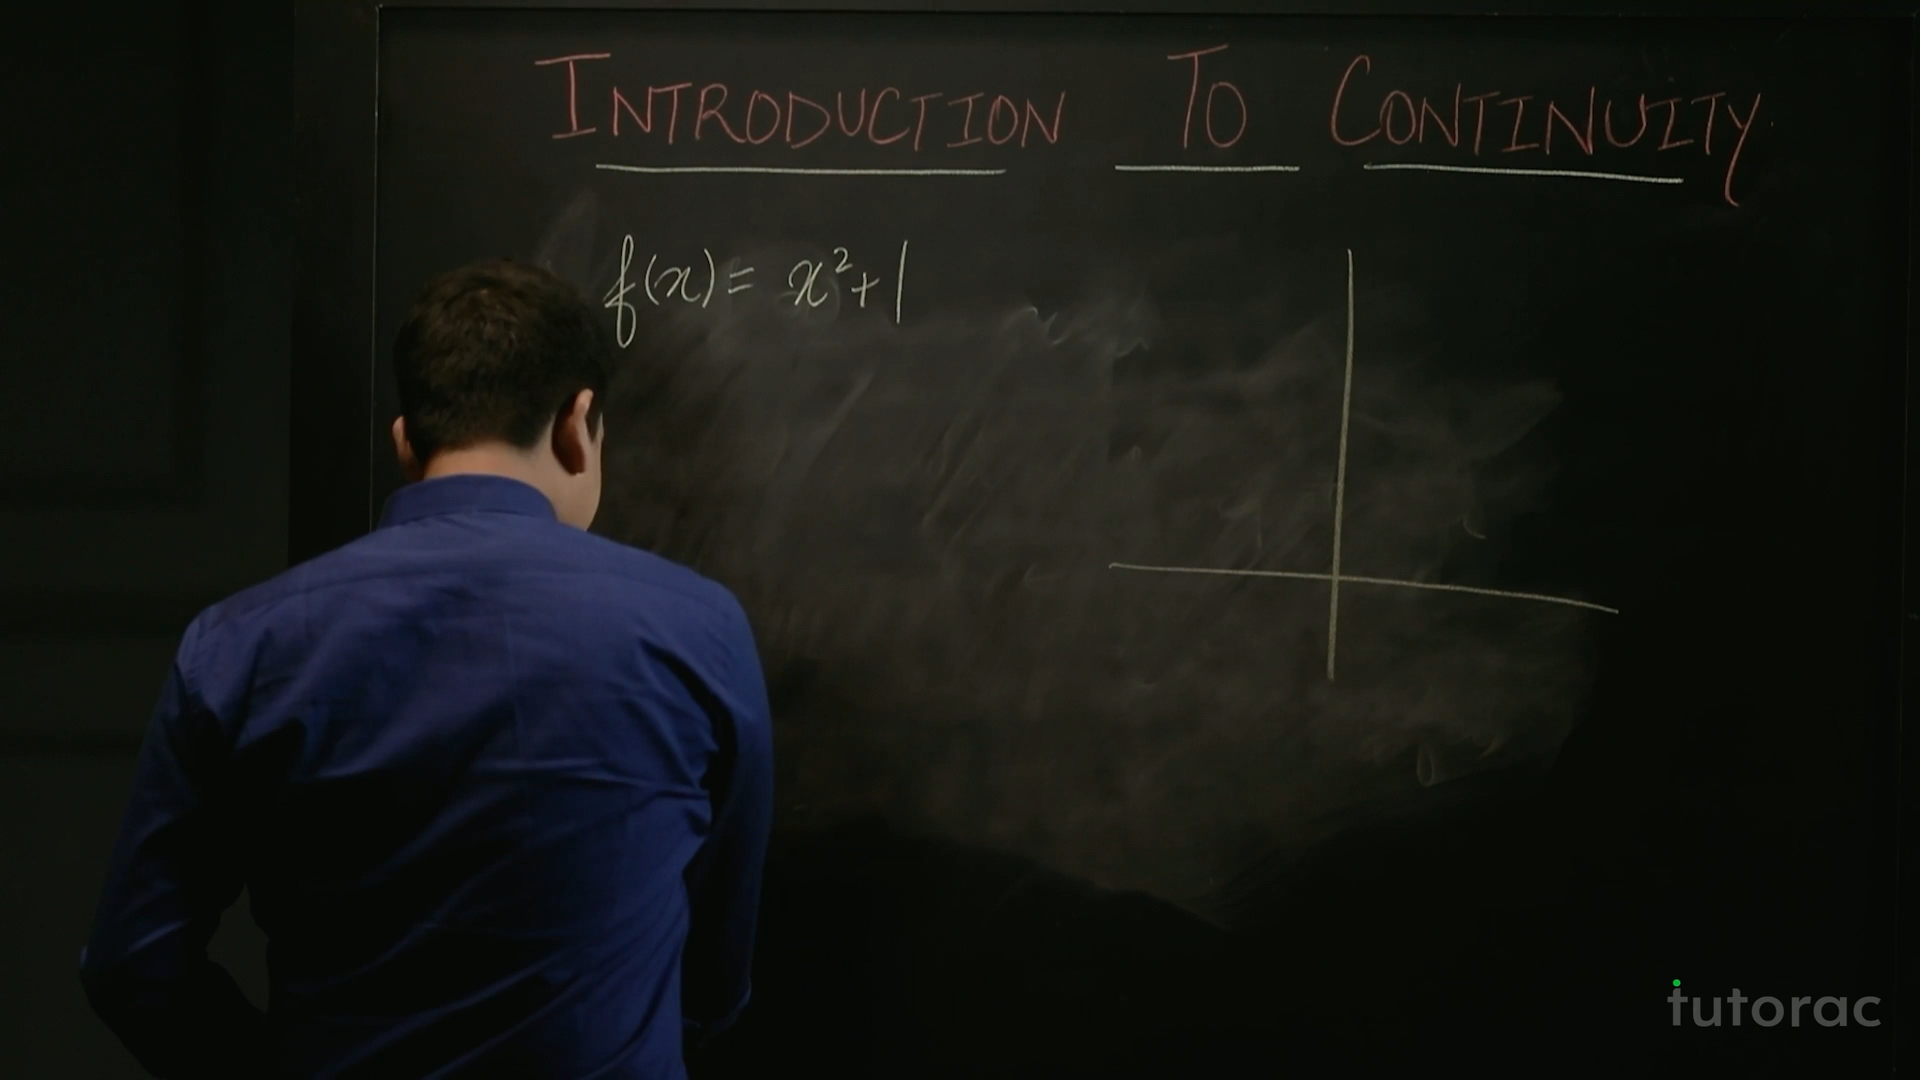 INTRODUCTION TO CONTINUITY
f(x) = x²+1
tutorac